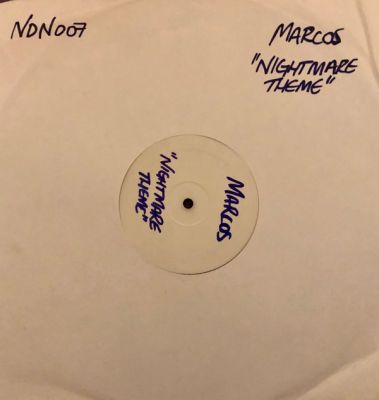 NDN007
MARCOS
"NIGHTMARE
THEME"
MARCOS
"NIGHTMARE
THEME"